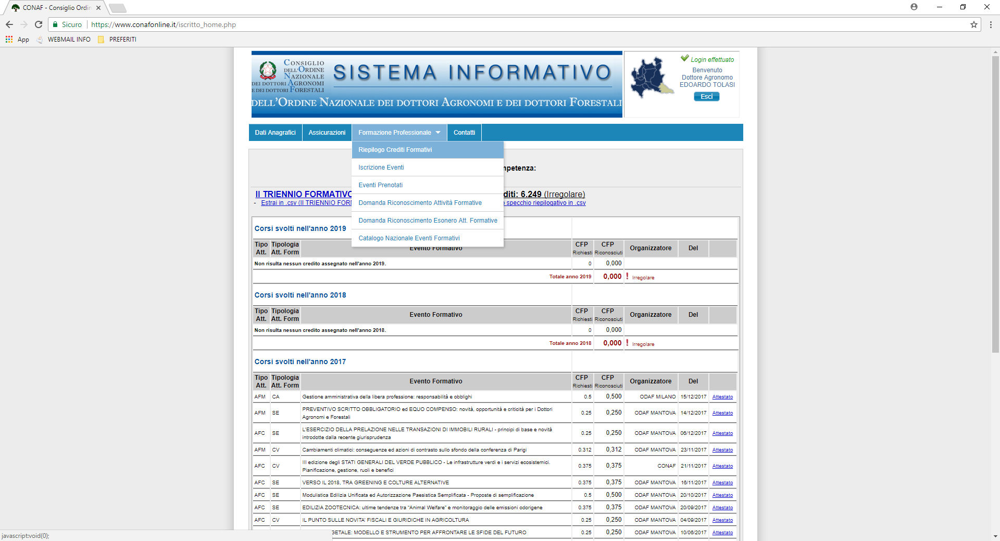 CONAF - Consiglio Ordin
Sicuro
https://www.conafonline.it/iscritto_home.php
App WEBMAIL INFO PREFERITI
CONSIGLIO
DELL'ORDINE
NAZIONALE
DEI DOTTORI AGRONOMI
E DEI DOTTORI FORESTALI
SISTEMA INFORMATIVO
DELL'ORDINE NAZIONALE DEI DOTTORI AGRONOMI E DEI DOTTORI FORESTALI
Login effettuato
Benvenuto
Dottore Agronomo
EDOARDO TOLASI
Esci
Dati Anagrafici Assicurazioni Formazione Professionale Contatti
Riepilogo Crediti Formativi
Iscrizione Eventi
Eventi Prenotati
Domanda Riconoscimento Attività Formative
Domanda Riconoscimento Esonero Att. Formative
Catalogo Nazionale Eventi Formativi
mpetenza:
II TRIENNIO FORMATIVO diti: 6.249 (Irregolare)
- Estrai in .csv (II TRIENNIO FOR specchio riepilogativo in .csv
Corsi svolti nell'anno 2019
Tipo Att. Tipologia Att. Form Evento Formativo CFP Richiesti CFP Riconosciuti Organizzatore Del
Non risulta nessun credito assegnato nell'anno 2019. 0 0,000
Totale anno 2019 0,000 ! Irregolare
Corsi svolti nell'anno 2018
Tipo Att. Tipologia Att. Form Evento Formativo CFP Richiesti CFP Riconosciuti Organizzatore Del
Non risulta nessun credito assegnato nell'anno 2018. 0 0,000
Totale anno 2018 0,000 ! Irregolare
Corsi svolti nell'anno 2017
Tipo Att. Tipologia Att. Form Evento Formativo CFP Richiesti CFP Riconosciuti Organizzatore Del
AFM CA Gestione amministrativa della libera professione: responsabilità e obblighi 0.5 0,500 ODAF MILANO 15/12/2017 Attestato
AFM SE PREVENTIVO SCRITTO OBBLIGATORIO ed EQUO COMPENSO: novità, opportunità e criticità per i Dottori
Agronomi e Forestali 0.25 0,250 ODAF MANTOVA 14/12/2017 Attestato
AFC SE L'ESERCIZIO DELLA PRELAZIONE NELLE TRANSAZIONI DI IMMOBILI RURALI - principi di base e novità
introdotte dalla recente giurisprudenza 0.25 0,250 ODAF MANTOVA 06/12/2017 Attestato
AFM CV Cambiamenti climatici: conseguenze ed azioni di contrasto sullo sfondo della conferenza di Parigi 0.312 0,312 ODAF MANTOVA 23/11/2017 Attestato
AFC CV III edizione degli STATI GENERALI DEL VERDE PUBBLICO - Le infrastrutture verdi e i servizi ecosistemici.
Pianificazione, gestione, ruoli e benefici 0.375 0,375 CONAF 21/11/2017 Attestato
AFC SE VERSO IL 2018, TRA GREENING E COLTURE ALTERNATIVE 0.375 0,375 ODAF MANTOVA 16/11/2017 Attestato
AFC SE Modulistica Edilizia Unificata ed Autorizzazione Paesistica Semplificata - Proposte di semplificazione 0.5 0,500 ODAF MANTOVA 20/10/2017 Attestato
AFC SE EDILIZIA ZOOTECNICA: ultime tendenze tra "Animal Welfare" e monitoraggio delle emissioni odorigene 0.375 0,375 ODAF MANTOVA 20/09/2017 Attestato
AFC CV IL PUNTO SULLE NOVITA' FISCALI E GIURIDICHE IN AGRICOLTURA 0.25 0,250 ODAF MANTOVA 04/09/2017 Attestato
GETALE: MODELLO E STRUMENTO PER AFFRONTARE LE SFIDE DEL FUTURO 0.25 0,250 ODAF MANTOVA 10/06/2017 Attestato
javascript:void(0);